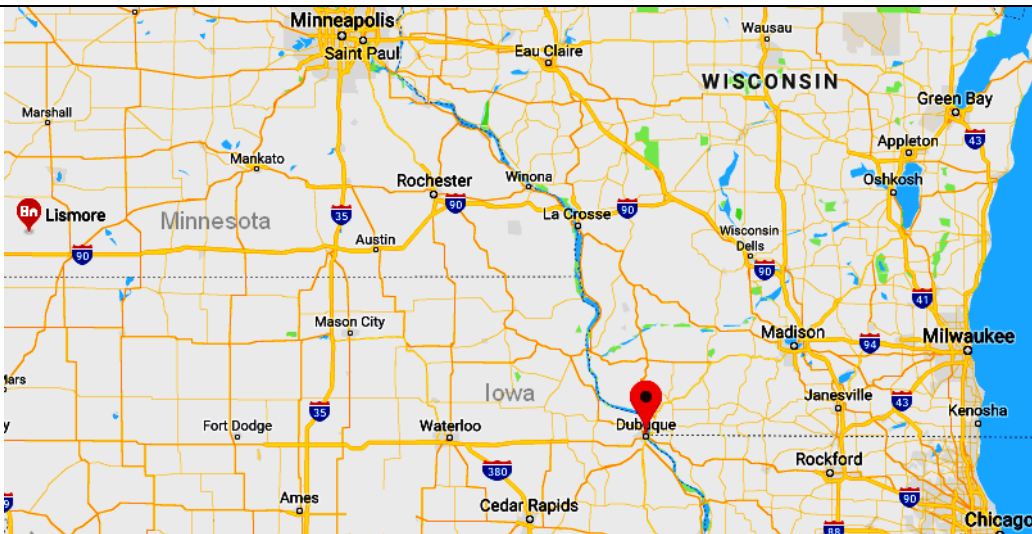 Minneapolis
Saint Paul
Eau Claire
Wausau
WISCONSIN
Green Bay
43
Marshall
Appleton
Mankato
Oshkosh
Rochester
Winona
90
Bn Lismore
Minnesota
35
La Crosse
90
Austin
Wisconsin
Dells
90
90
41
Mason City
Madison
94
Milwaukee
Mars
Iowa
Janesville
43
Kenosha
35
Fort Dodge
Waterloo
Dubuque
380
Rockford
90
Ames
Cedar Rapids
88
Chicago